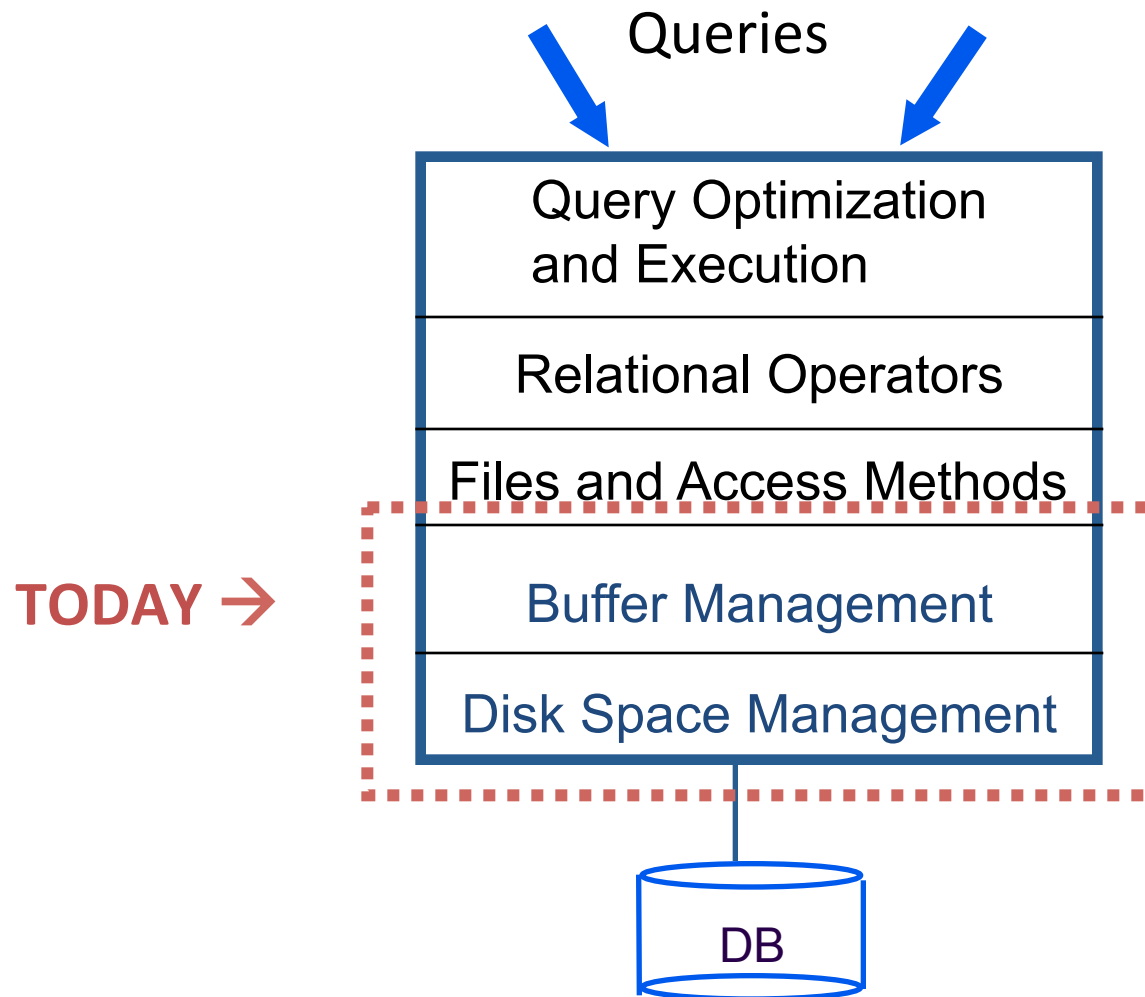 Queries
Query Optimization
and Execution
Relational Operators
Files and Access Methods
TODAY →
Buffer Management
Disk Space Management
DB